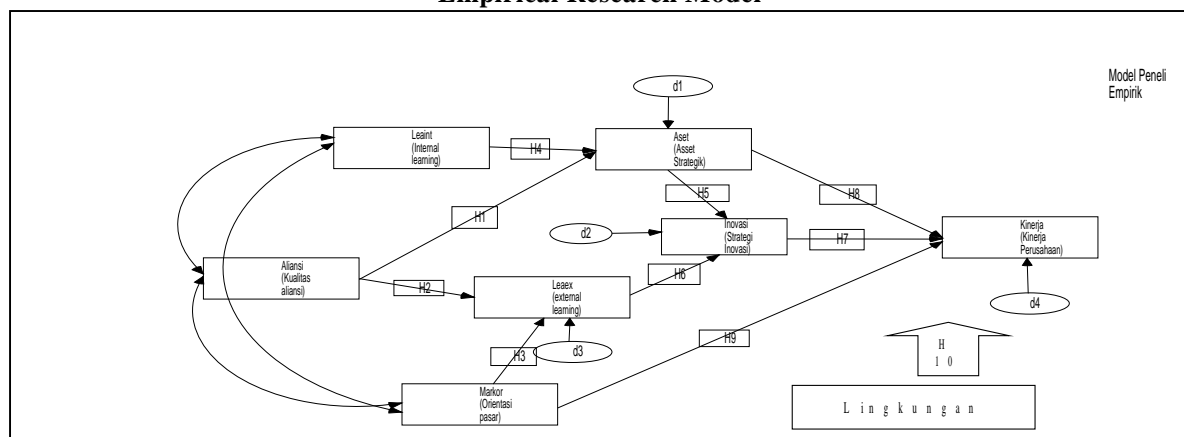 Empirical Research Model
Model Peneli
Empirik
d1
Leaint
(Internal
learning)
H4
Aset
(Asset
Strategik)
H5
H8
H1
d2
Inovasi
(Strategi
Inovasi)
H7
Kinerja
(Kinerja
Perusahaan)
Aliansi
(Kualitas
aliansi)
H2
Leaex
(external
learning)
H6
d4
H3
d3
H9
H
10
Markor
(Orientasi
pasar)
Lingkungan